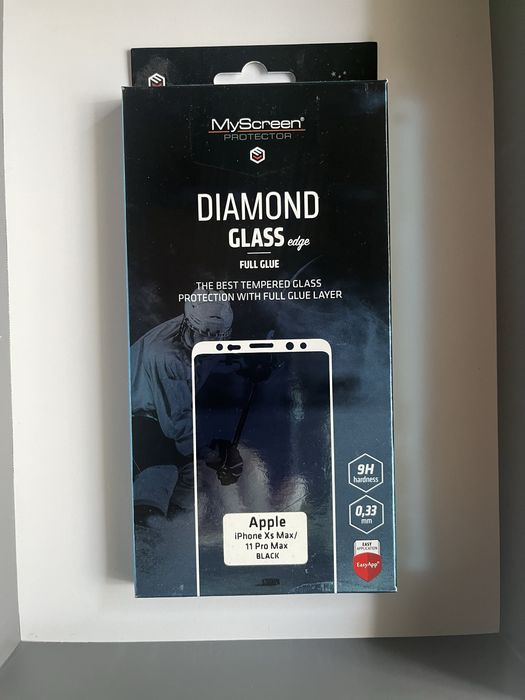 MyScreen®
PROTECTOR
DIAMOND
GLASS edge
FULL GLUE
THE BEST TEMPERED GLASS
PROTECTION WITH FULL GLUE LAYER
9H
hardness
0,33
mm
Apple
iPhone Xs Max/
11 Pro Max
BLACK
EASY
APPLICATION
EasyApp®